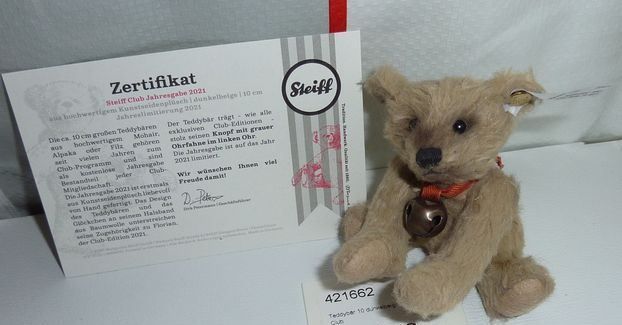 Zertifikat
Steiff Club Jahresgabe 2021
aus hochwertigem Kunstseidenplüsch | dunkelbeige | 10 cm
Jahreslimitierung 2021
Die ca. 10 cm großen Teddybären
aus hochwertigem Mohair,
Alpaka oder Filz gehören
seit vielen Jahren zum
Club-Programm und sind
als kostenlose Jahresgabe
Bestandteil jeder Club-
Mitgliedschaft.
Die Jahresgabe 2021 ist erstmals
aus Kunstseidenplüsch liebevoll
von Hand gefertigt. Das Design
des Teddybären und das
Glöckchen an seinem Halsband
aus Baumwolle unterstreichen
seine Zugehörigkeit zu Florian,
der Club-Edition 2021.
Der Teddybär trägt - wie alle
exklusiven Club-Editionen -
stolz seinen Knopf mit grauer
Ohrfahne im linken Ohr.
Die Jahresgabe ist auf das Jahr
2021 limitiert.
Wir wünschen Ihnen viel
Freude damit!
Steiff
421662
Teddybär 10 dunkelbeige
Club